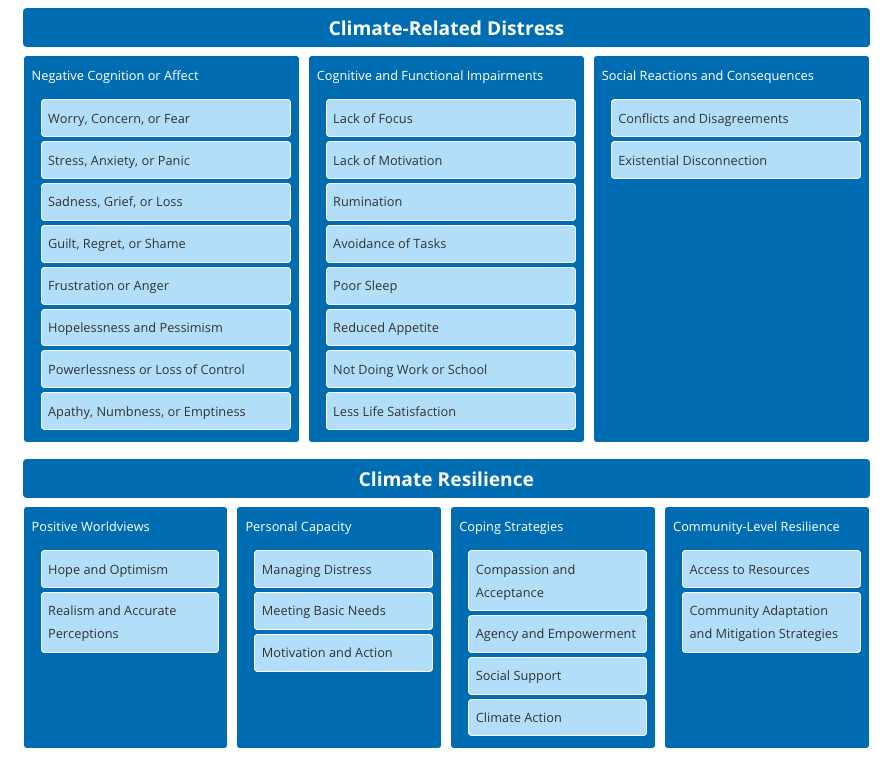 Climate-Related Distress
Negative Cognition or Affect
Worry, Concern, or Fear
Stress, Anxiety, or Panic
Sadness, Grief, or Loss
Guilt, Regret, or Shame
Frustration or Anger
Hopelessness and Pessimism
Powerlessness or Loss of Control
Apathy, Numbness, or Emptiness
Cognitive and Functional Impairments
Lack of Focus
Lack of Motivation
Rumination
Avoidance of Tasks
Poor Sleep
Reduced Appetite
Not Doing Work or School
Less Life Satisfaction
Social Reactions and Consequences
Conflicts and Disagreements
Existential Disconnection
Climate Resilience
Positive Worldviews
Hope and Optimism
Realism and Accurate
Perceptions
Personal Capacity
Managing Distress
Meeting Basic Needs
Motivation and Action
Coping Strategies
Compassion and
Acceptance
Agency and Empowerment
Social Support
Climate Action
Community-Level Resilience
Access to Resources
Community Adaptation
and Mitigation Strategies